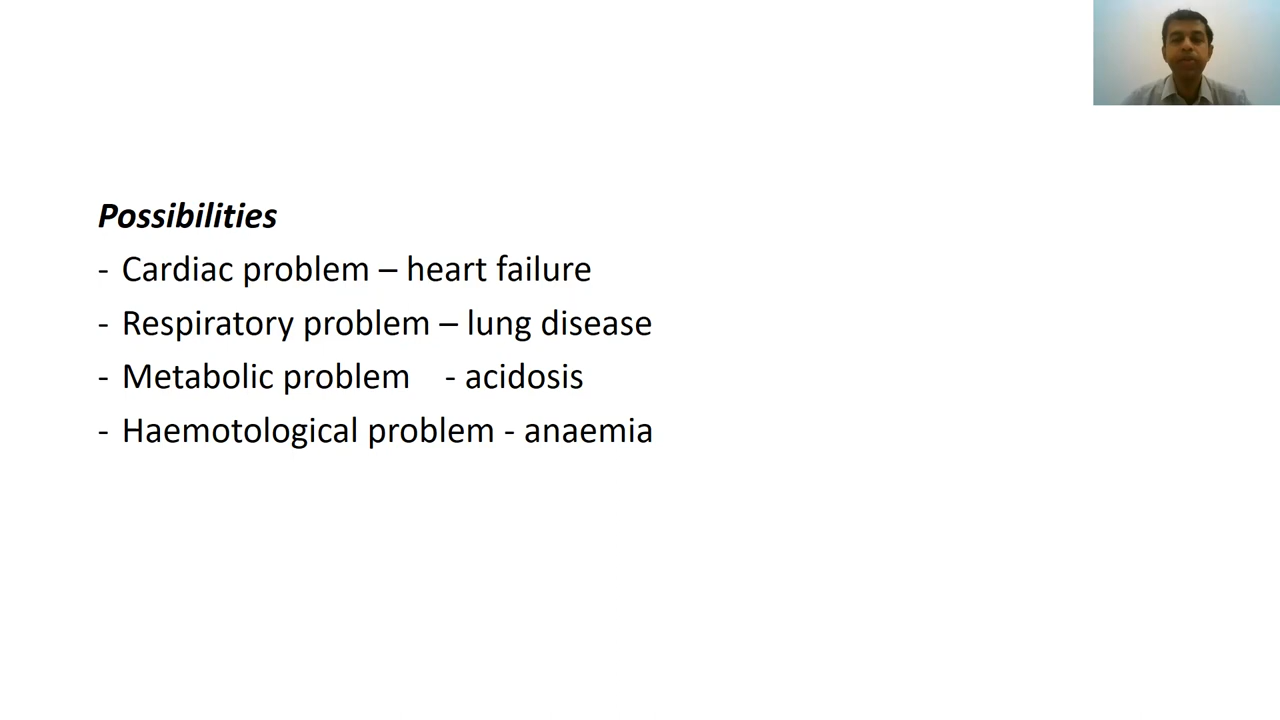 Possibilities
- Cardiac problem – heart failure
- Respiratory problem – lung disease
- Metabolic problem - acidosis
- Haemotological problem - anaemia